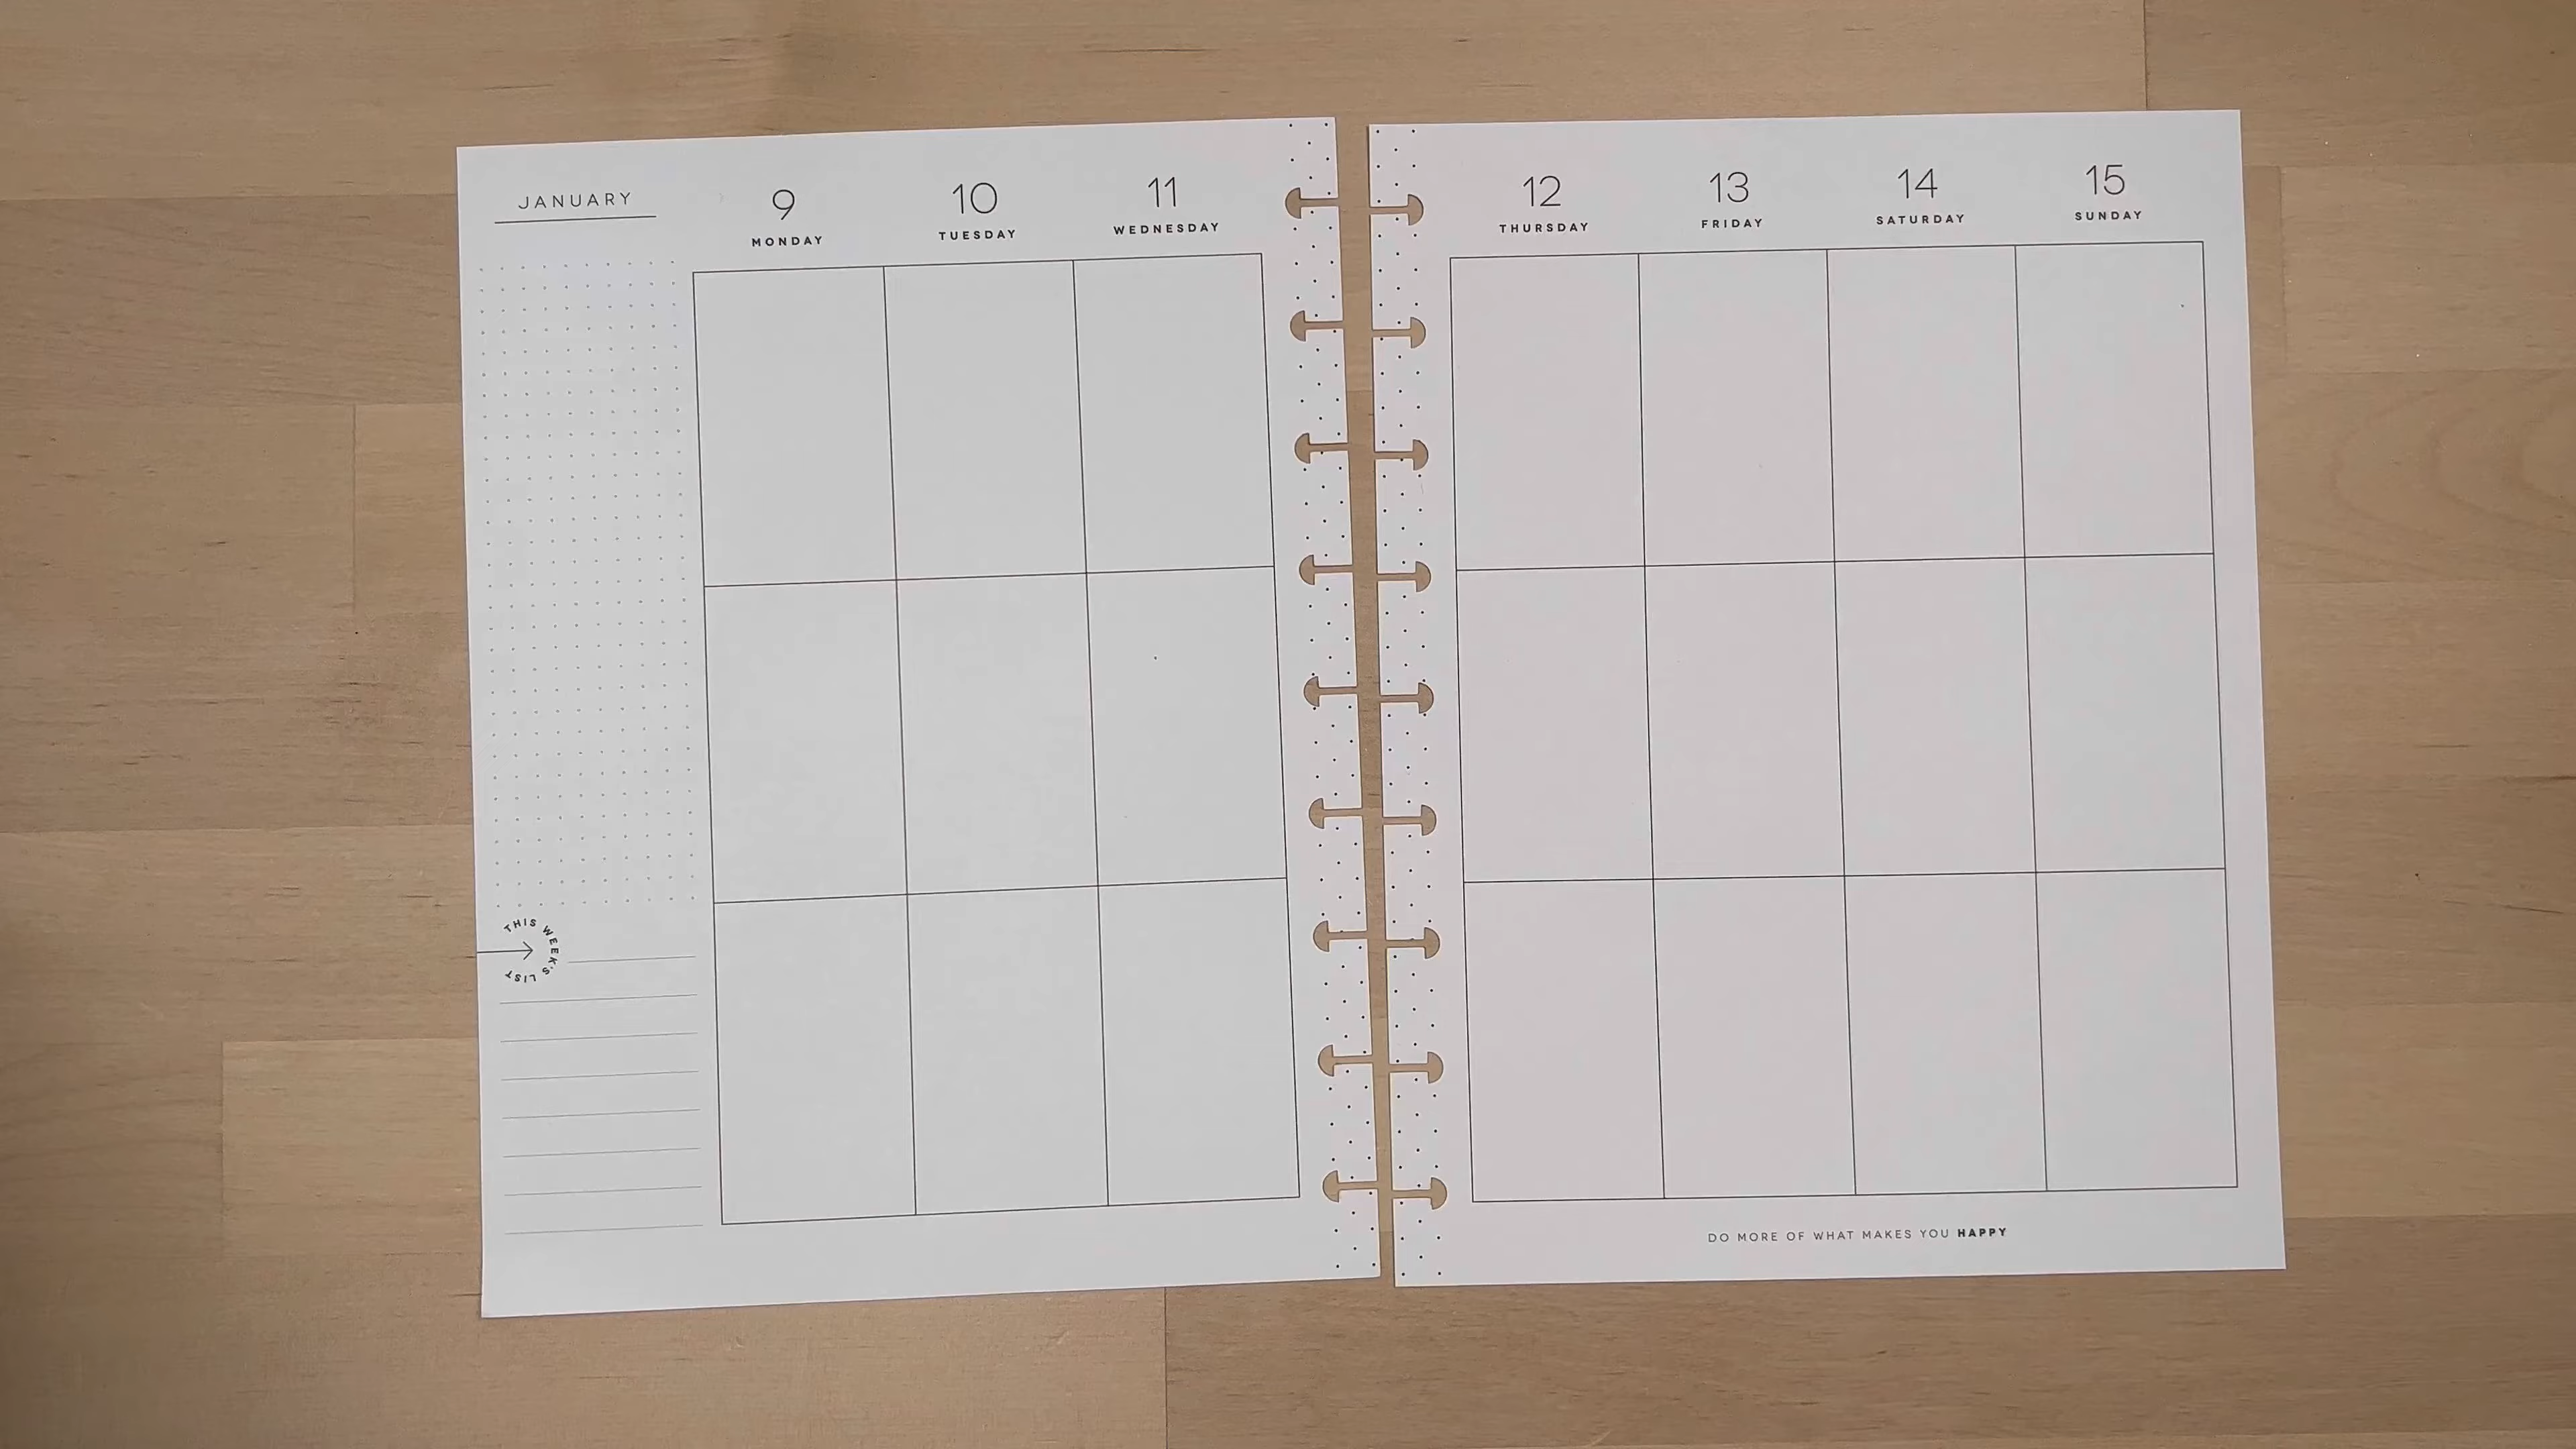 JANUARY
9
MONDAY
10
TUESDAY
11
WEDNESDAY
12
THURSDAY
13
FRIDAY
14
SATURDAY
15
SUNDAY
THIS WEEK'S LIST
DO MORE OF WHAT MAKES YOU HAPPY